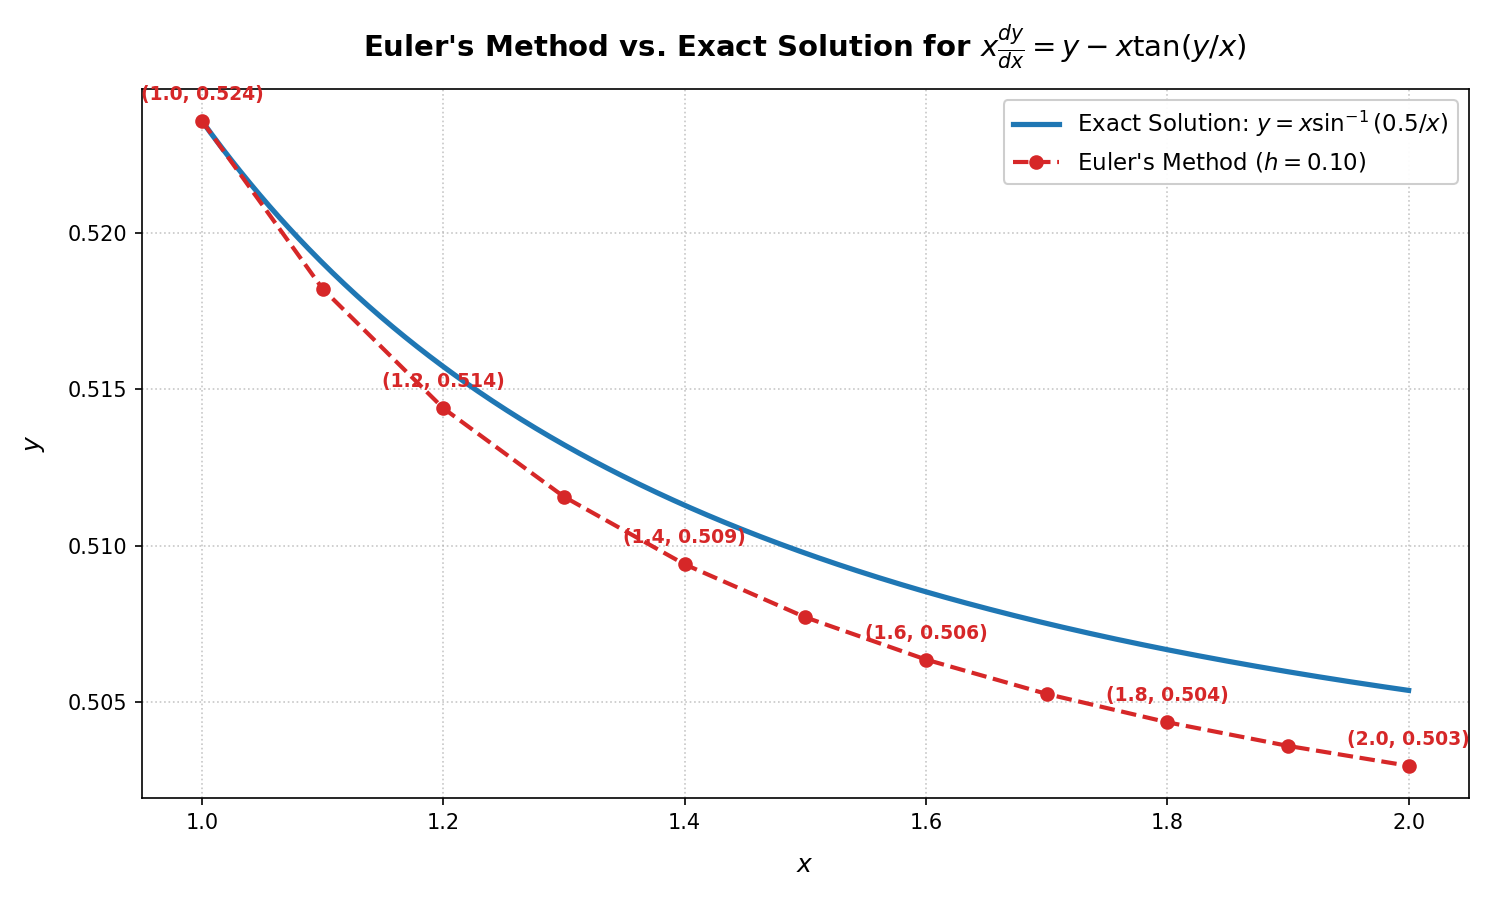 Euler's Method vs. Exact Solution for $x\frac{dy}{dx} = y - x\tan(y/x)$
(1.0, 0.524)
Exact Solution: $y = x\sin^{-1}(0.5/x)$
Euler's Method ($h = 0.10$)
0.520
(1.2, 0.514)
0.515
y
(1.4, 0.509)
0.510
(1.6, 0.506)
(1.8, 0.504)
0.505
(2.0, 0.503)
1.0 1.2 1.4 1.6 1.8 2.0
x